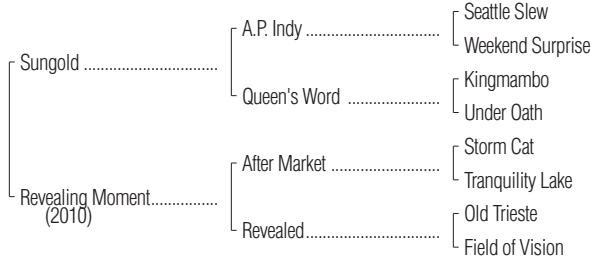 Seattle Slew
A.P. Indy ................................
Weekend Surprise
Sungold ................................
Kingmambo
Queen's Word ......................
Under Oath
Storm Cat
After Market ..........................
Tranquility Lake
Revealing Moment................
(2010)
Old Trieste
Revealed................................
Field of Vision